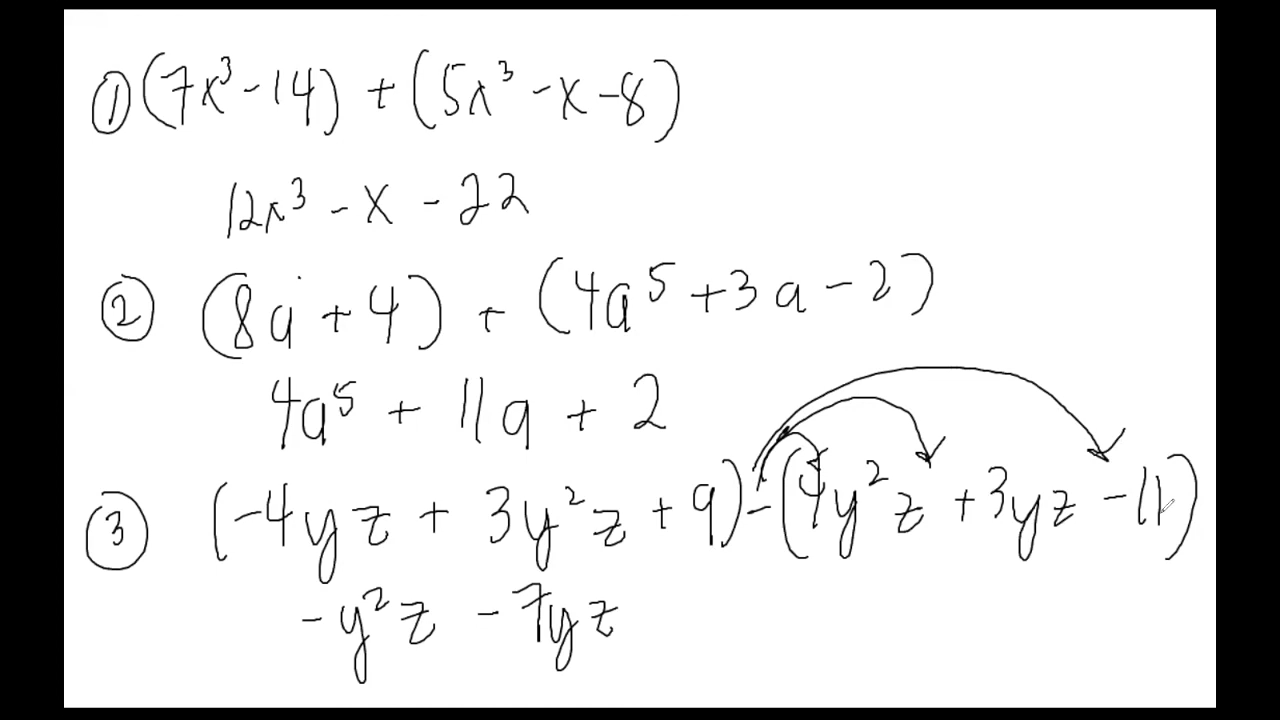 ① (7x³ - 14) + (5x³ - x - 8)
12x³ - x - 22
② (8a + 4) + (4a⁵ + 3a - 2)
4a⁵ + 11a + 2
③ (-4yz + 3y²z + 9) - (4y²z + 3yz - 11)
-y²z - 7yz